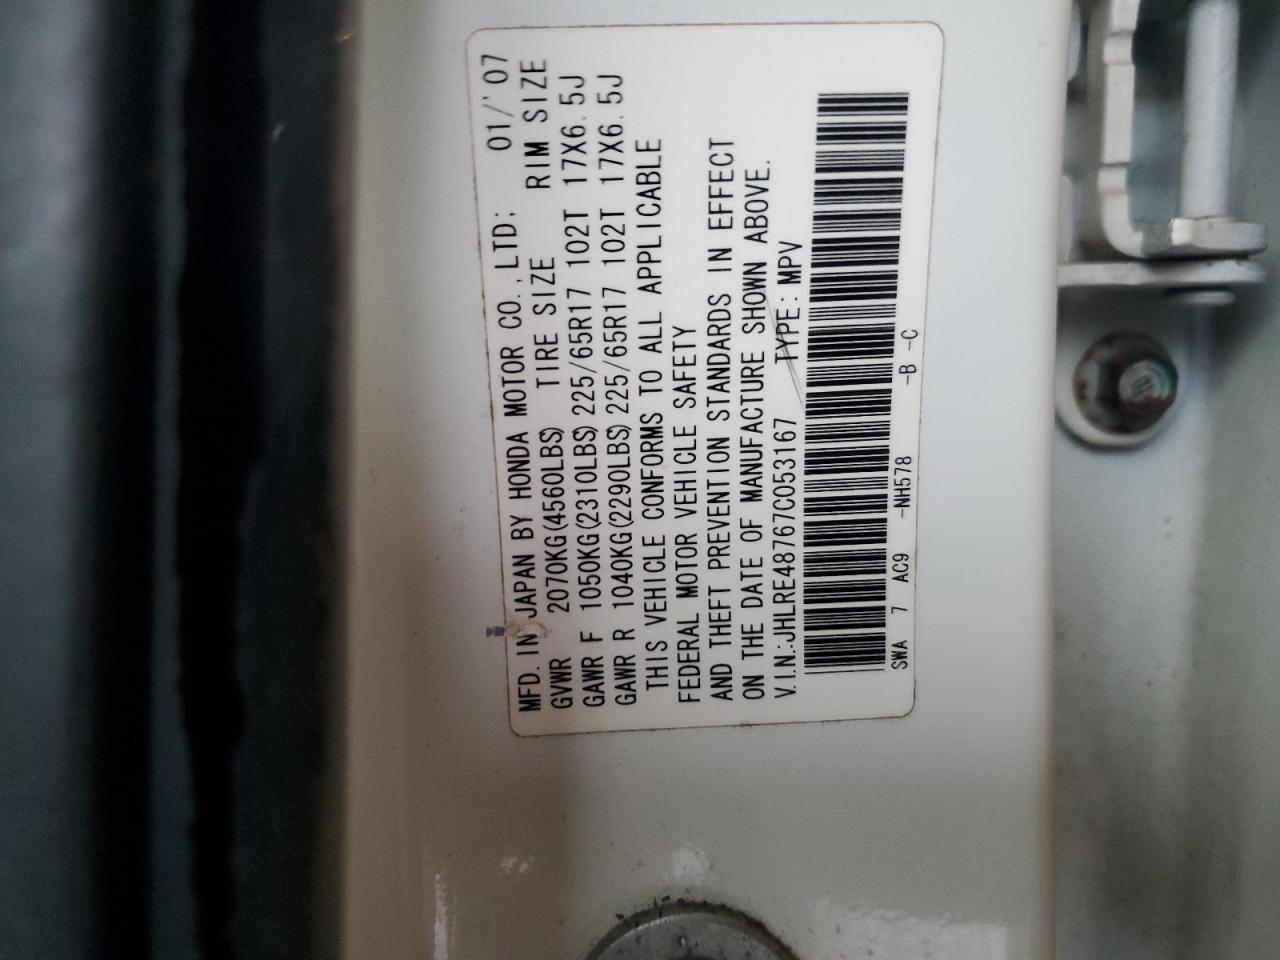 MFD. IN JAPAN BY HONDA MOTOR CO.,LTD: 01/'07
GVWR 2070KG(4560LBS) TIRE SIZE RIM SIZE
GAWR F 1050KG(2310LBS)225/65R17 102T 17X6.5J
GAWR R 1040KG(2290LBS)225/65R17 102T 17X6.5J
THIS VEHICLE CONFORMS TO ALL APPLICABLE
FEDERAL MOTOR VEHICLE SAFETY
AND THEFT PREVENTION STANDARDS IN EFFECT
ON THE DATE OF MANUFACTURE SHOWN ABOVE.
V.I.N.:JHLRE48767C053167 TYPE:MPV
SWA 7 AC9 -NH578 -B -C